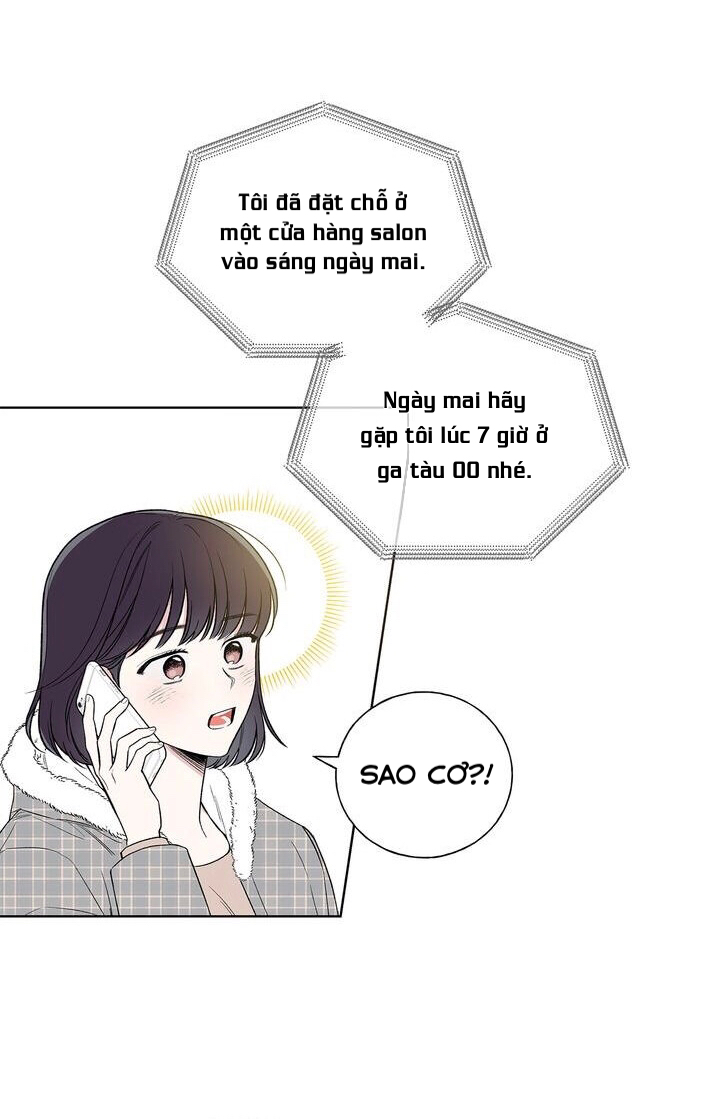 Tôi đã đặt chỗ ở
một cửa hàng salon
vào sáng ngày mai.
Ngày mai hãy
gặp tôi lúc 7 giờ ở
ga tàu OO nhé.
SAO CƠ?!